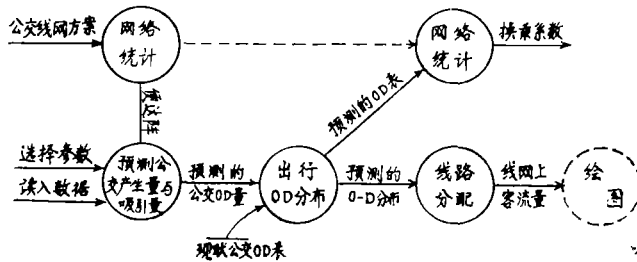 公交线网方案
网络
统计
网络
统计
换乘系数
便达阵
预测的OD表
选择参数
读入数据
预测公
交产生量与
吸引量
预测的
公交OD量
出行
OD分布
预测的
O-D分布
线路
分配
线网上
客流量
绘
图
现状公交OD表